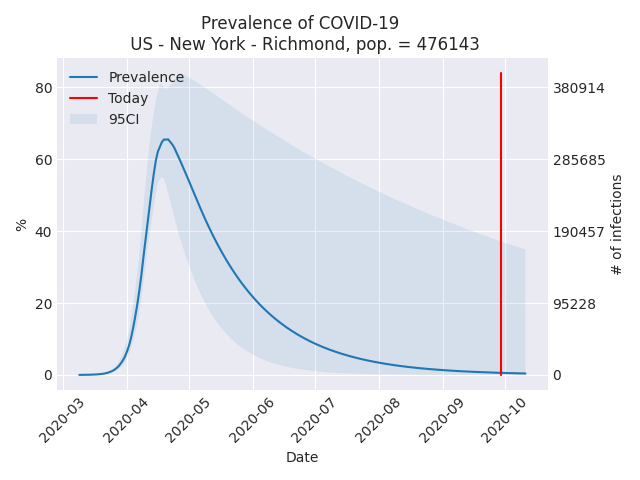 Prevalence of COVID-19
US - New York - Richmond, pop. = 476143
Prevalence
Today
95CI
80
60
40
20
0
%
380914
285685
190457
95228
0
# of infections
2020-03
2020-04
2020-05
2020-06
2020-07
2020-08
2020-09
2020-10
Date